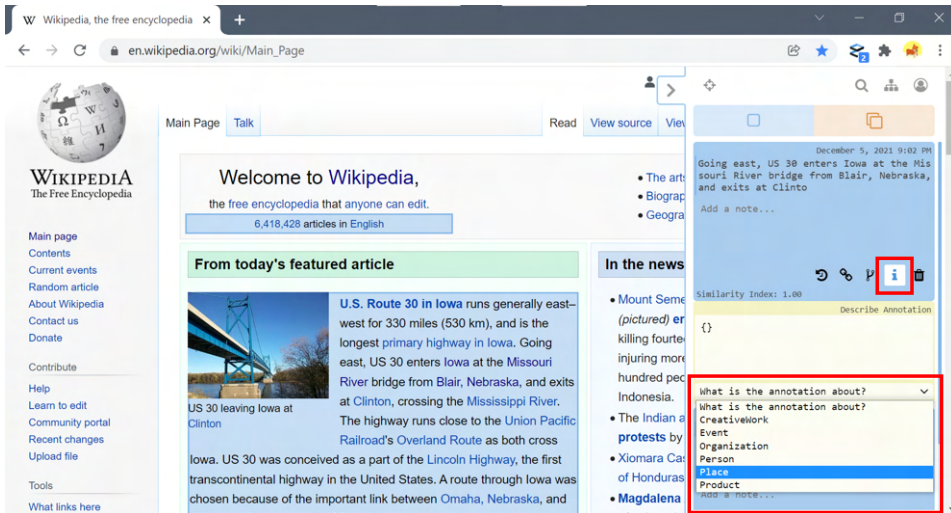 Wikipedia, the free encyclopedia
en.wikipedia.org/wiki/Main_Page
2
WIKIPEDIA
The Free Encyclopedia
Main page
Contents
Current events
Random article
About Wikipedia
Contact us
Donate
Contribute
Help
Learn to edit
Community portal
Recent changes
Upload file
Tools
What links here
Main Page Talk
Read View source View
Welcome to Wikipedia,
the free encyclopedia that anyone can edit.
6,418,428 articles in English
The arts
Biograp
Geogra
From today's featured article
US 30 leaving Iowa at
Clinton
U.S. Route 30 in Iowa runs generally east–
west for 330 miles (530 km), and is the
longest primary highway in Iowa. Going
east, US 30 enters Iowa at the Missouri
River bridge from Blair, Nebraska, and exits
at Clinton, crossing the Mississippi River.
The highway runs close to the Union Pacific
Railroad's Overland Route as both cross
Iowa. US 30 was conceived as a part of the Lincoln Highway, the first
transcontinental highway in the United States. A route through Iowa was
chosen because of the important link between Omaha, Nebraska, and
In the news
Mount Seme
(pictured) er
killing fourte
injuring more
hundred peo
Indonesia.
The Indian a
protests by
Xiomara Cas
of Honduras
Magdalena
December 5, 2021 9:02 PM
Going east, US 30 enters Iowa at the Mis
souri River bridge from Blair, Nebraska,
and exits at Clinto
Add a note...
i
Similarity Index: 1.00
Describe Annotation
{}
What is the annotation about?
What is the annotation about?
CreativeWork
Event
Organization
Person
Place
Product
Add a note...